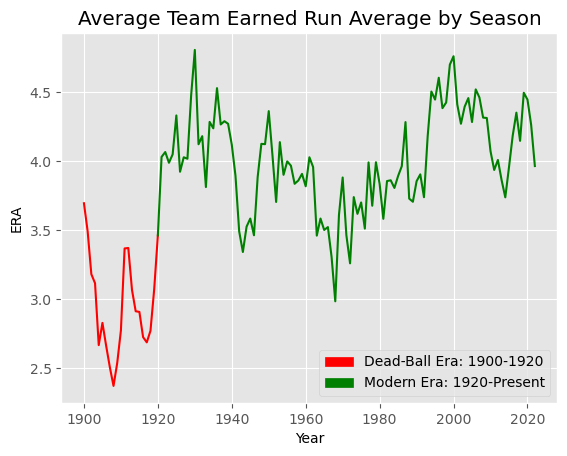 Average Team Earned Run Average by Season
ERA
4.5
4.0
3.5
3.0
2.5
Dead-Ball Era: 1900-1920
Modern Era: 1920-Present
1900 1920 1940 1960 1980 2000 2020
Year